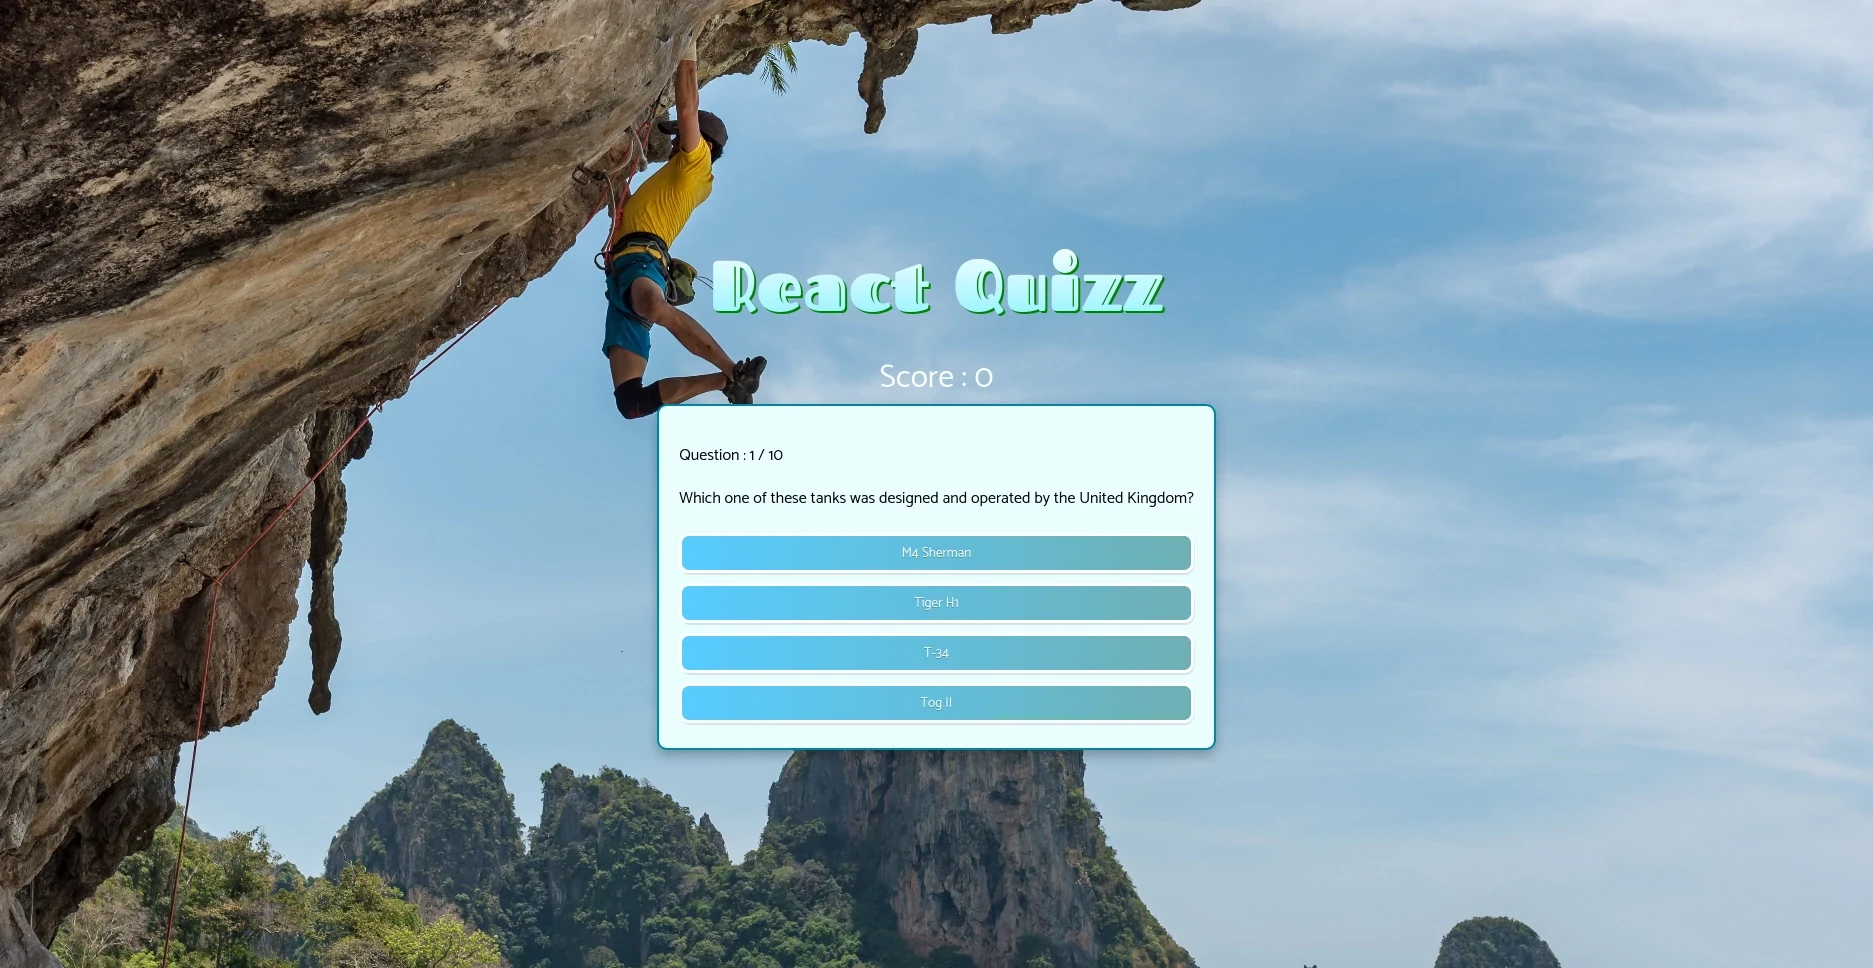 React Quizz
Score : 0
Question : 1 / 10
Which one of these tanks was designed and operated by the United Kingdom?
M4 Sherman
Tiger H1
T-34
Tog II